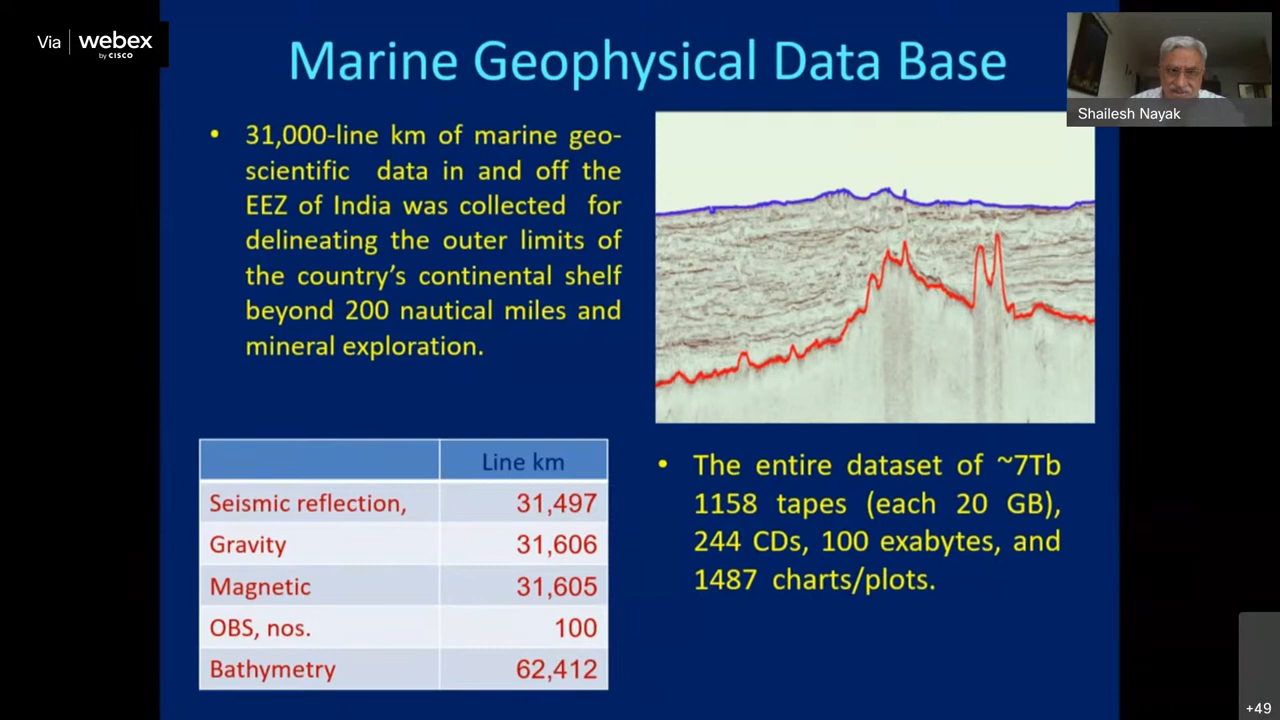 Via webex
by CISCO
Marine Geophysical Data Base
Shailesh Nayak
• 31,000-line km of marine geo-
scientific data in and off the
EEZ of India was collected for
delineating the outer limits of
the country's continental shelf
beyond 200 nautical miles and
mineral exploration.
Line km
Seismic reflection, 31,497
Gravity 31,606
Magnetic 31,605
OBS, nos. 100
Bathymetry 62,412
• The entire dataset of ~7Tb
1158 tapes (each 20 GB),
244 CDs, 100 exabytes, and
1487 charts/plots.
+49